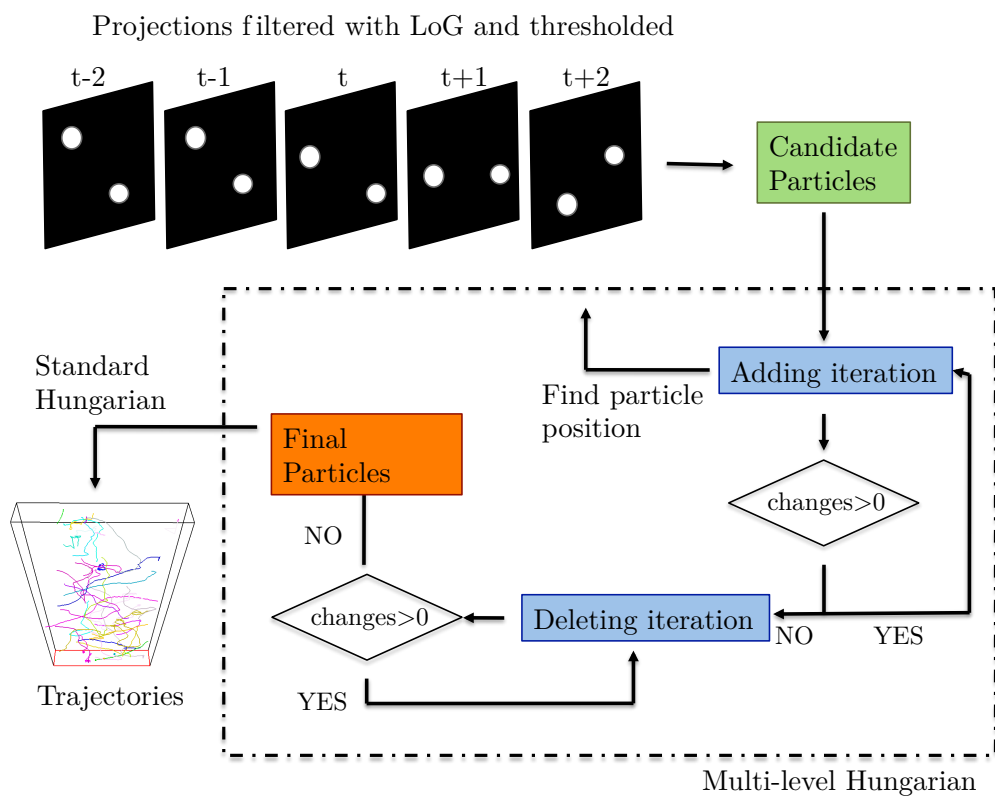 Projections filtered with LoG and thresholded
t-2
t-1
t
t+1
t+2
Candidate
Particles
Standard
Hungarian
Adding iteration
Find particle
position
Final
Particles
changes>0
NO
changes>0
Deleting iteration
NO
YES
YES
Trajectories
Multi-level Hungarian